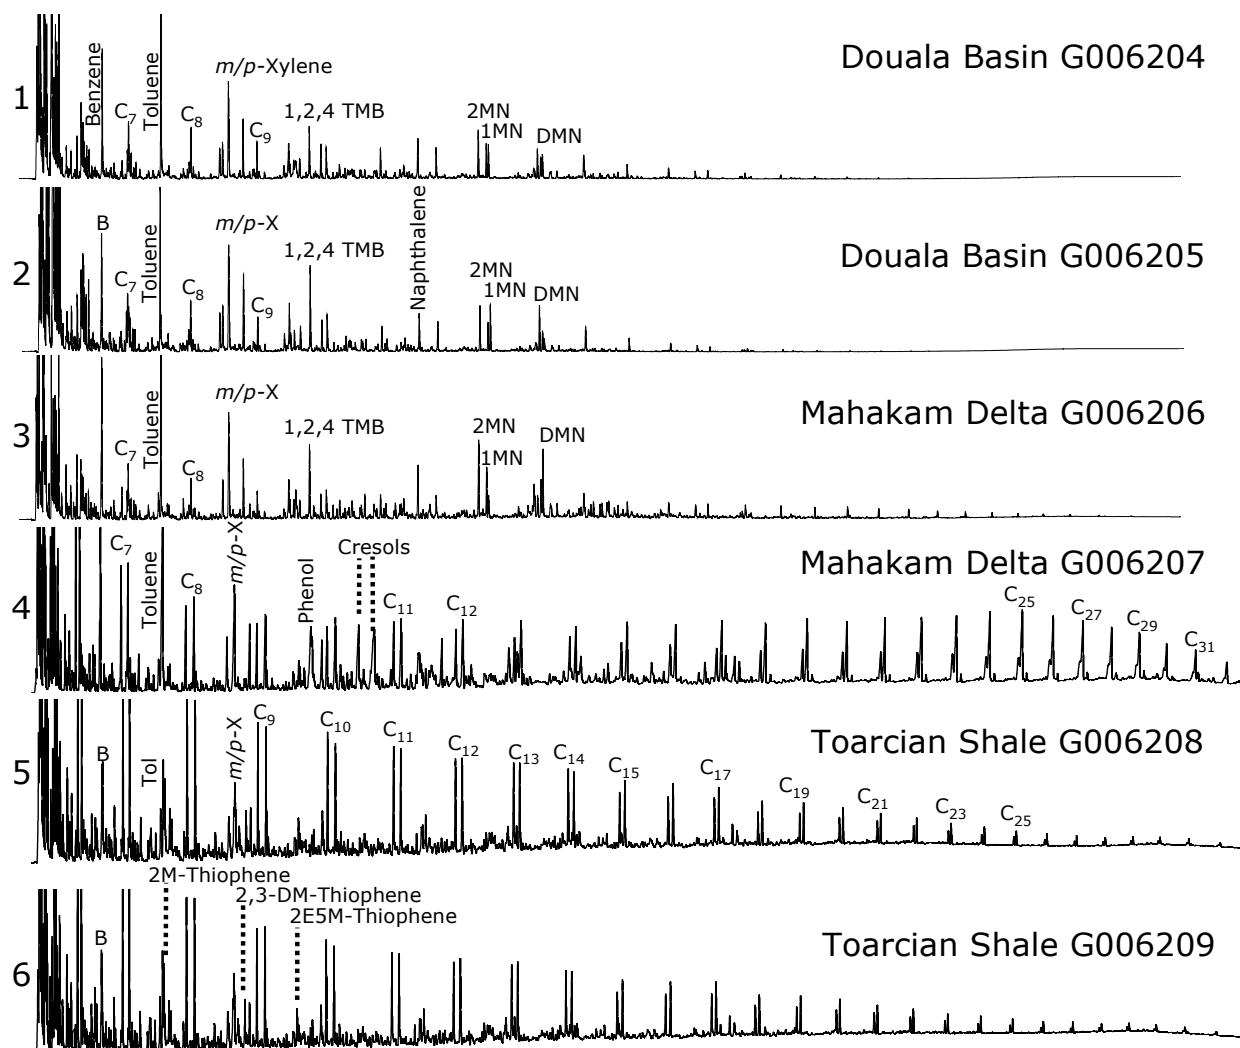 1
Benzene
C7
Toluene
C8
m/p-Xylene
C9
1,2,4 TMB
2MN
1MN
DMN
Douala Basin G006204
2
B
C7
Toluene
C8
m/p-X
C9
1,2,4 TMB
Naphthalene
2MN
1MN
DMN
Douala Basin G006205
3
C7
Toluene
C8
m/p-X
1,2,4 TMB
2MN
1MN
DMN
Mahakam Delta G006206
4
C7
Toluene
C8
m/p-X
Phenol
Cresols
C11
C12
C25
C27
C29
C31
Mahakam Delta G006207
5
B
Tol
m/p-X
C9
C10
C11
C12
C13
C14
C15
C17
C19
C21
C23
C25
Toarcian Shale G006208
6
B
2M-Thiophene
2,3-DM-Thiophene
2E5M-Thiophene
Toarcian Shale G006209